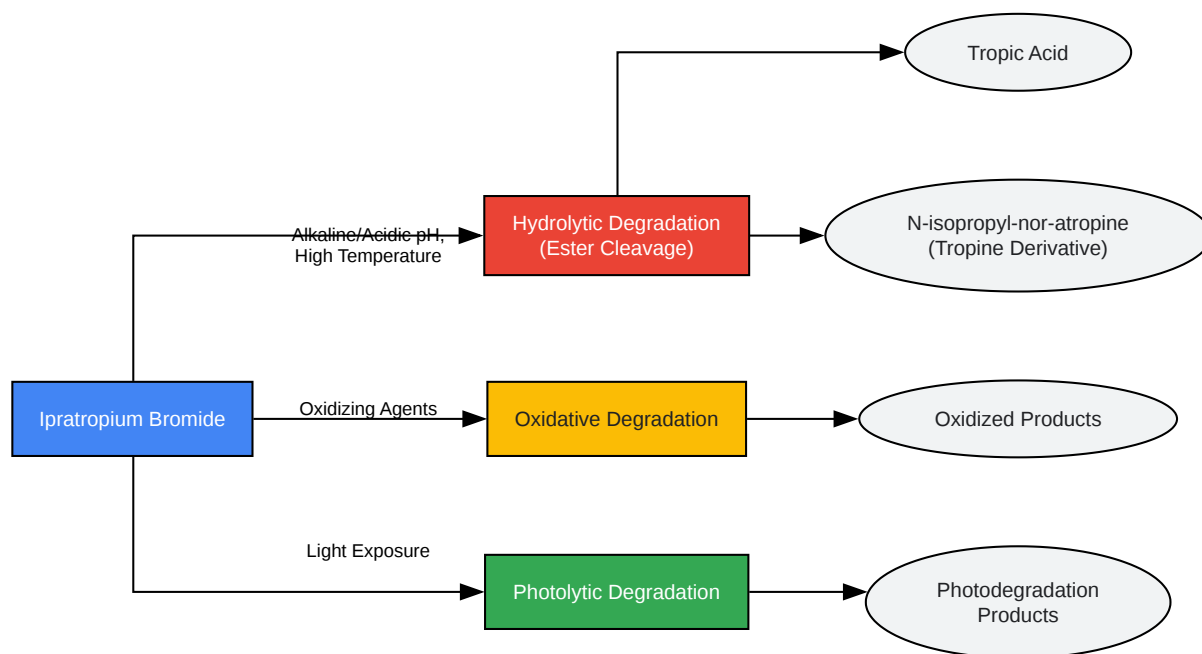 Tropic Acid
Hydrolytic Degradation
(Ester Cleavage)
N-isopropyl-nor-atropine
(Tropine Derivative)
Alkaline/Acidic pH,
High Temperature
Ipratropium Bromide
Oxidizing Agents
Oxidative Degradation
Oxidized Products
Light Exposure
Photolytic Degradation
Photodegradation
Products